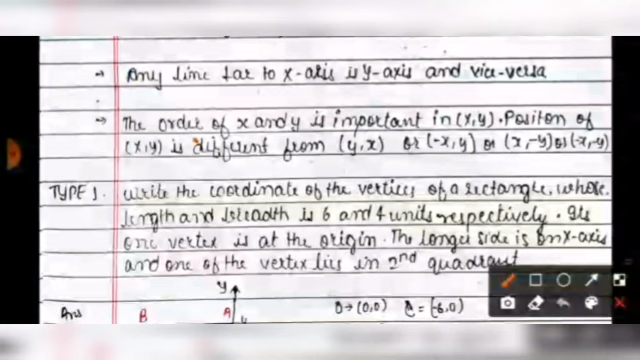 → Any line far to x-axis is y-axis and vice-versa
→ The order of x and y is important in (x,y). Positon of
(x,y) is different from (y,x) or (-x,y) or (x,-y) or (-x,-y)
TYPE 1. Write the coordinate of the vertices of a rectangle, whose
length and breadth is 6 and 4 units respectively. Its
one vertex is at the origin. The longer side is on x-axis
and one of the vertex lies in 2nd quadrant
y
Ans B A O→(0,0) C = (-6,0)